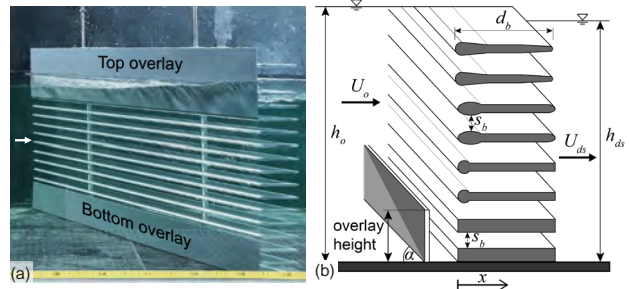 Top overlay
Bottom overlay
(a)
d_b
U_o
s_b
h_o
U_ds
h_ds
overlay
height
s_b
α
(b)
x